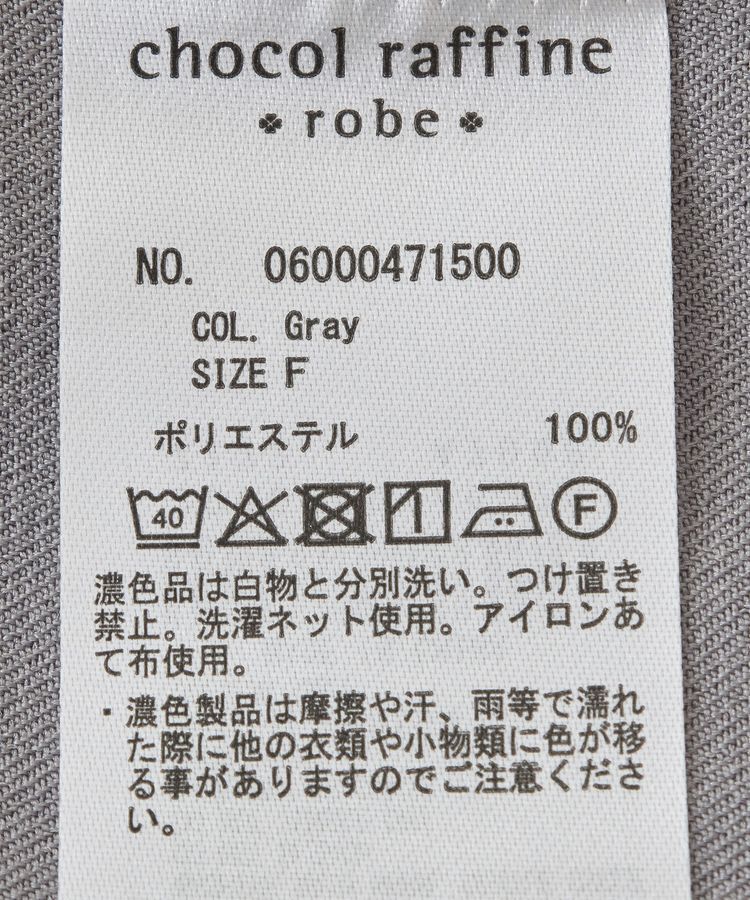 chocol raffine
robe
NO. 06000471500
COL. Gray
SIZE F
ポリエステル 100%
40 F
濃色品は白物と分別洗い。つけ置き
禁止。洗濯ネット使用。アイロンあ
て布使用。
・濃色製品は摩擦や汗、雨等で濡れ
た際に他の衣類や小物類に色が移
る事がありますのでご注意くださ
い。